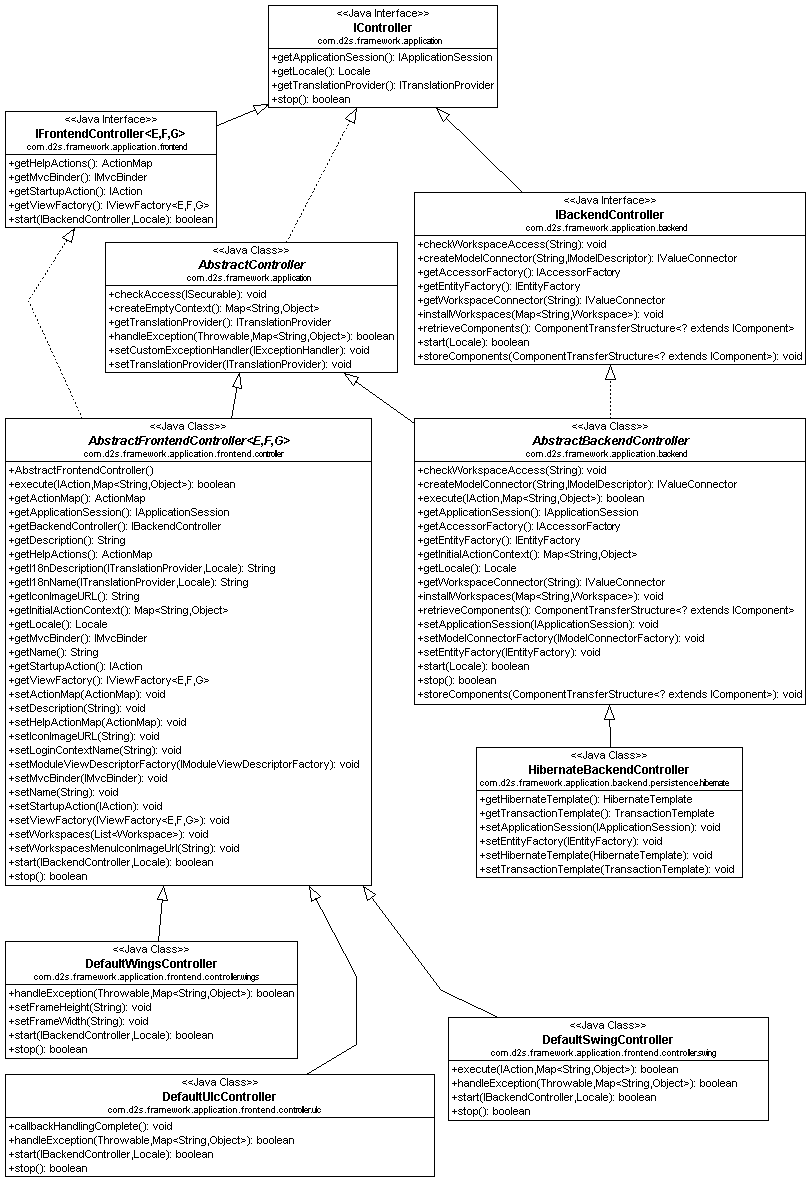 <<Java Interface>>
IController
com.d2s.framework.application
+getApplicationSession(): IApplicationSession
+getLocale(): Locale
+getTranslationProvider(): ITranslationProvider
+stop(): boolean
<<Java Interface>>
IFrontendController<E,F,G>
com.d2s.framework.application.frontend
+getHelpActions(): ActionMap
+getMvcBinder(): IMvcBinder
+getStartupAction(): IAction
+getViewFactory(): IViewFactory<E,F,G>
+start(IBackendController,Locale): boolean
<<Java Interface>>
IBackendController
com.d2s.framework.application.backend
+checkWorkspaceAccess(String): void
+createModelConnector(String,IModelDescriptor): IValueConnector
+getAccessorFactory(): IAccessorFactory
+getEntityFactory(): IEntityFactory
+getWorkspaceConnector(String): IValueConnector
+installWorkspaces(Map<String,Workspace>): void
+retrieveComponents(): ComponentTransferStructure<? extends IComponent>
+start(Locale): boolean
+storeComponents(ComponentTransferStructure<? extends IComponent>): void
<<Java Class>>
AbstractController
com.d2s.framework.application
+checkAccess(ISecurable): void
+createEmptyContext(): Map<String,Object>
+getTranslationProvider(): ITranslationProvider
+handleException(Throwable,Map<String,Object>): boolean
+setCustomExceptionHandler(IExceptionHandler): void
+setTranslationProvider(ITranslationProvider): void
<<Java Class>>
AbstractFrontendController<E,F,G>
com.d2s.framework.application.frontend.controller
+AbstractFrontendController()
+execute(IAction,Map<String,Object>): boolean
+getActionMap(): ActionMap
+getApplicationSession(): IApplicationSession
+getBackendController(): IBackendController
+getDescription(): String
+getHelpActions(): ActionMap
+getI18nDescription(ITranslationProvider,Locale): String
+getI18nName(ITranslationProvider,Locale): String
+getIconImageURL(): String
+getInitialActionContext(): Map<String,Object>
+getLocale(): Locale
+getMvcBinder(): IMvcBinder
+getName(): String
+getStartupAction(): IAction
+getViewFactory(): IViewFactory<E,F,G>
+setActionMap(ActionMap): void
+setDescription(String): void
+setHelpActionMap(ActionMap): void
+setIconImageURL(String): void
+setLoginContextName(String): void
+setModuleViewDescriptorFactory(IModuleViewDescriptorFactory): void
+setMvcBinder(IMvcBinder): void
+setName(String): void
+setStartupAction(IAction): void
+setViewFactory(IViewFactory<E,F,G>): void
+setWorkspaces(List<Workspace>): void
+setWorkspacesMenuIconImageUrl(String): void
+start(IBackendController,Locale): boolean
+stop(): boolean
<<Java Class>>
AbstractBackendController
com.d2s.framework.application.backend
+checkWorkspaceAccess(String): void
+createModelConnector(String,IModelDescriptor): IValueConnector
+execute(IAction,Map<String,Object>): boolean
+getApplicationSession(): IApplicationSession
+getAccessorFactory(): IAccessorFactory
+getEntityFactory(): IEntityFactory
+getInitialActionContext(): Map<String,Object>
+getLocale(): Locale
+getWorkspaceConnector(String): IValueConnector
+installWorkspaces(Map<String,Workspace>): void
+retrieveComponents(): ComponentTransferStructure<? extends IComponent>
+setApplicationSession(IApplicationSession): void
+setModelConnectorFactory(IModelConnectorFactory): void
+setEntityFactory(IEntityFactory): void
+start(Locale): boolean
+stop(): boolean
+storeComponents(ComponentTransferStructure<? extends IComponent>): void
<<Java Class>>
HibernateBackendController
com.d2s.framework.application.backend.persistence.hibernate
+getHibernateTemplate(): HibernateTemplate
+getTransactionTemplate(): TransactionTemplate
+setApplicationSession(IApplicationSession): void
+setEntityFactory(IEntityFactory): void
+setHibernateTemplate(HibernateTemplate): void
+setTransactionTemplate(TransactionTemplate): void
<<Java Class>>
DefaultWingsController
com.d2s.framework.application.frontend.controller.wings
+handleException(Throwable,Map<String,Object>): boolean
+setFrameHeight(String): void
+setFrameWidth(String): void
+start(IBackendController,Locale): boolean
+stop(): boolean
<<Java Class>>
DefaultSwingController
com.d2s.framework.application.frontend.controller.swing
+execute(IAction,Map<String,Object>): boolean
+handleException(Throwable,Map<String,Object>): boolean
+start(IBackendController,Locale): boolean
+stop(): boolean
<<Java Class>>
DefaultUlcController
com.d2s.framework.application.frontend.controller.ulc
+callbackHandlingComplete(): void
+handleException(Throwable,Map<String,Object>): boolean
+start(IBackendController,Locale): boolean
+stop(): boolean